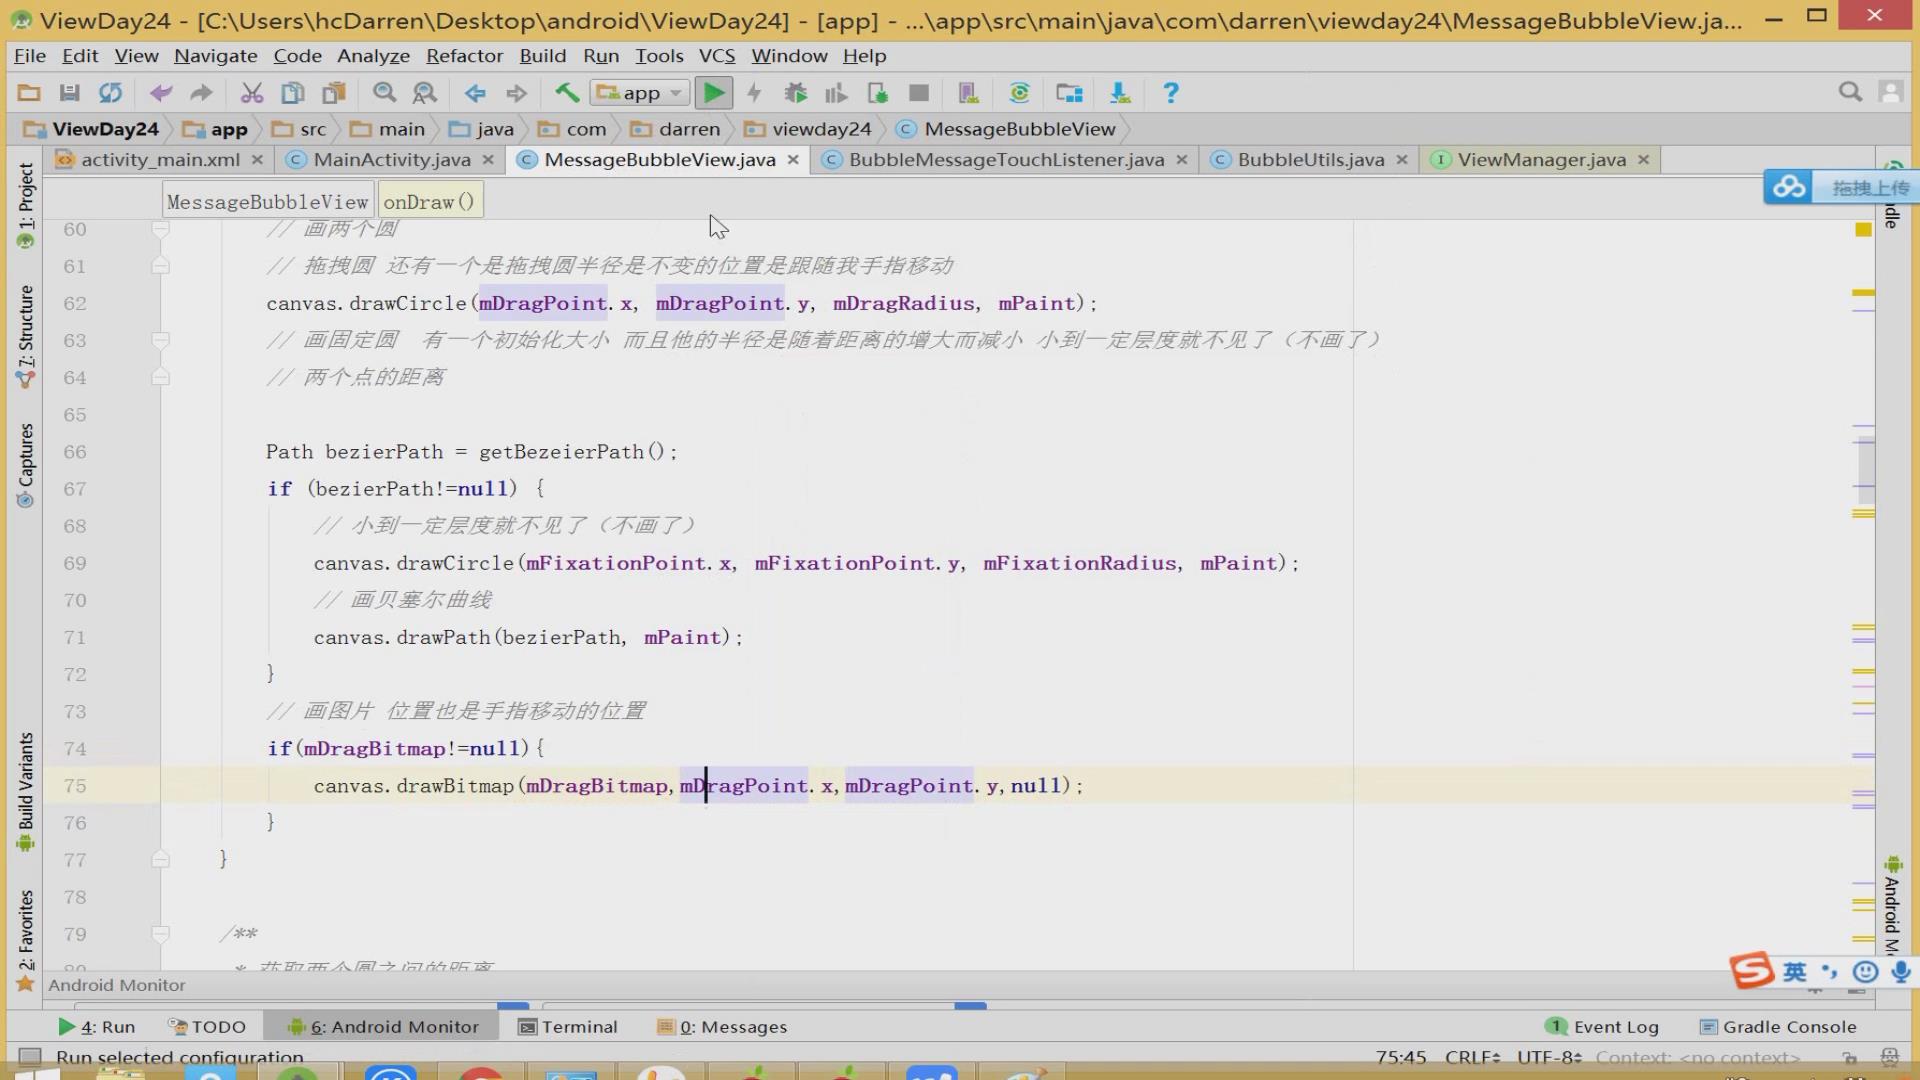 ViewDay24 - [C:\Users\hcDarren\Desktop\android\ViewDay24] - [app] - ...\app\src\main\java\com\darren\viewday24\MessageBubbleView.ja...
File Edit View Navigate Code Analyze Refactor Build Run Tools VCS Window Help
app
ViewDay24 app src main java com darren viewday24 MessageBubbleView
activity_main.xml MainActivity.java MessageBubbleView.java BubbleMessageTouchListener.java BubbleUtils.java ViewManager.java
拖拽上传
MessageBubbleView onDraw()
1: Project
7: Structure
Captures
Build Variants
2: Favorites
60 // 画两个圆
61 // 拖拽圆 还有一个是拖拽圆半径是不变的位置是跟随我手指移动
62 canvas.drawCircle(mDragPoint.x, mDragPoint.y, mDragRadius, mPaint);
63 // 画固定圆 有一个初始化大小 而且他的半径是随着距离的增大而减小 小到一定层度就不见了（不画了）
64 // 两个点的距离
65
66 Path bezierPath = getBezeierPath();
67 if (bezierPath!=null) {
68 // 小到一定层度就不见了（不画了）
69 canvas.drawCircle(mFixationPoint.x, mFixationPoint.y, mFixationRadius, mPaint);
70 // 画贝塞尔曲线
71 canvas.drawPath(bezierPath, mPaint);
72 }
73 // 画图片 位置也是手指移动的位置
74 if(mDragBitmap!=null){
75 canvas.drawBitmap(mDragBitmap,mDragPoint.x,mDragPoint.y,null);
76 }
77 }
78
79 /**
80 * 获取两个圆之间的距离
dle
Android M
英
Android Monitor
4: Run TODO 6: Android Monitor Terminal 0: Messages 1 Event Log Gradle Console
Run selected configuration 75:45 CRLF UTF-8 Context: <no context>